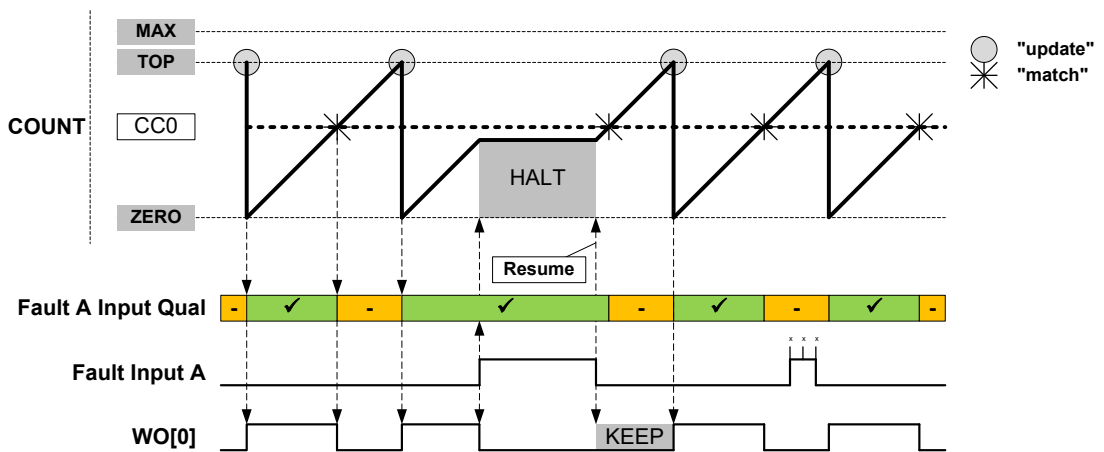 MAX
TOP
"update"
"match"
COUNT
CC0
HALT
ZERO
Resume
Fault A Input Qual - ✓ - ✓ - ✓ - ✓ -
x x x
Fault Input A
WO[0] KEEP